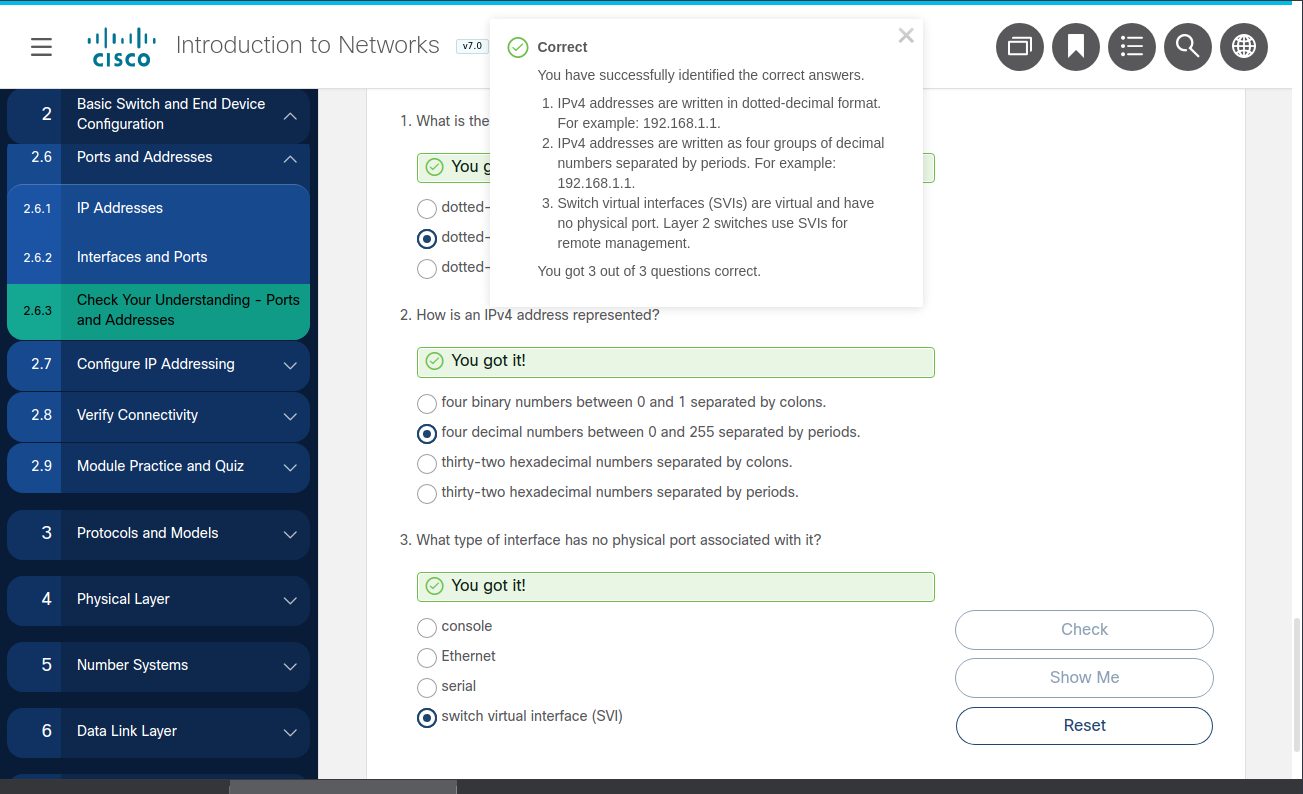 CISCO
Introduction to Networks
v7.0
2
Basic Switch and End Device
Configuration
2.6
Ports and Addresses
2.6.1
IP Addresses
2.6.2
Interfaces and Ports
2.6.3
Check Your Understanding - Ports
and Addresses
2.7
Configure IP Addressing
2.8
Verify Connectivity
2.9
Module Practice and Quiz
3
Protocols and Models
4
Physical Layer
5
Number Systems
6
Data Link Layer
Correct
You have successfully identified the correct answers.
1. IPv4 addresses are written in dotted-decimal format.
For example: 192.168.1.1.
2. IPv4 addresses are written as four groups of decimal
numbers separated by periods. For example:
192.168.1.1.
3. Switch virtual interfaces (SVIs) are virtual and have
no physical port. Layer 2 switches use SVIs for
remote management.
You got 3 out of 3 questions correct.
1. What is the
You g
dotted-
dotted-
dotted-
2. How is an IPv4 address represented?
You got it!
four binary numbers between 0 and 1 separated by colons.
four decimal numbers between 0 and 255 separated by periods.
thirty-two hexadecimal numbers separated by colons.
thirty-two hexadecimal numbers separated by periods.
3. What type of interface has no physical port associated with it?
You got it!
console
Ethernet
serial
switch virtual interface (SVI)
Check
Show Me
Reset